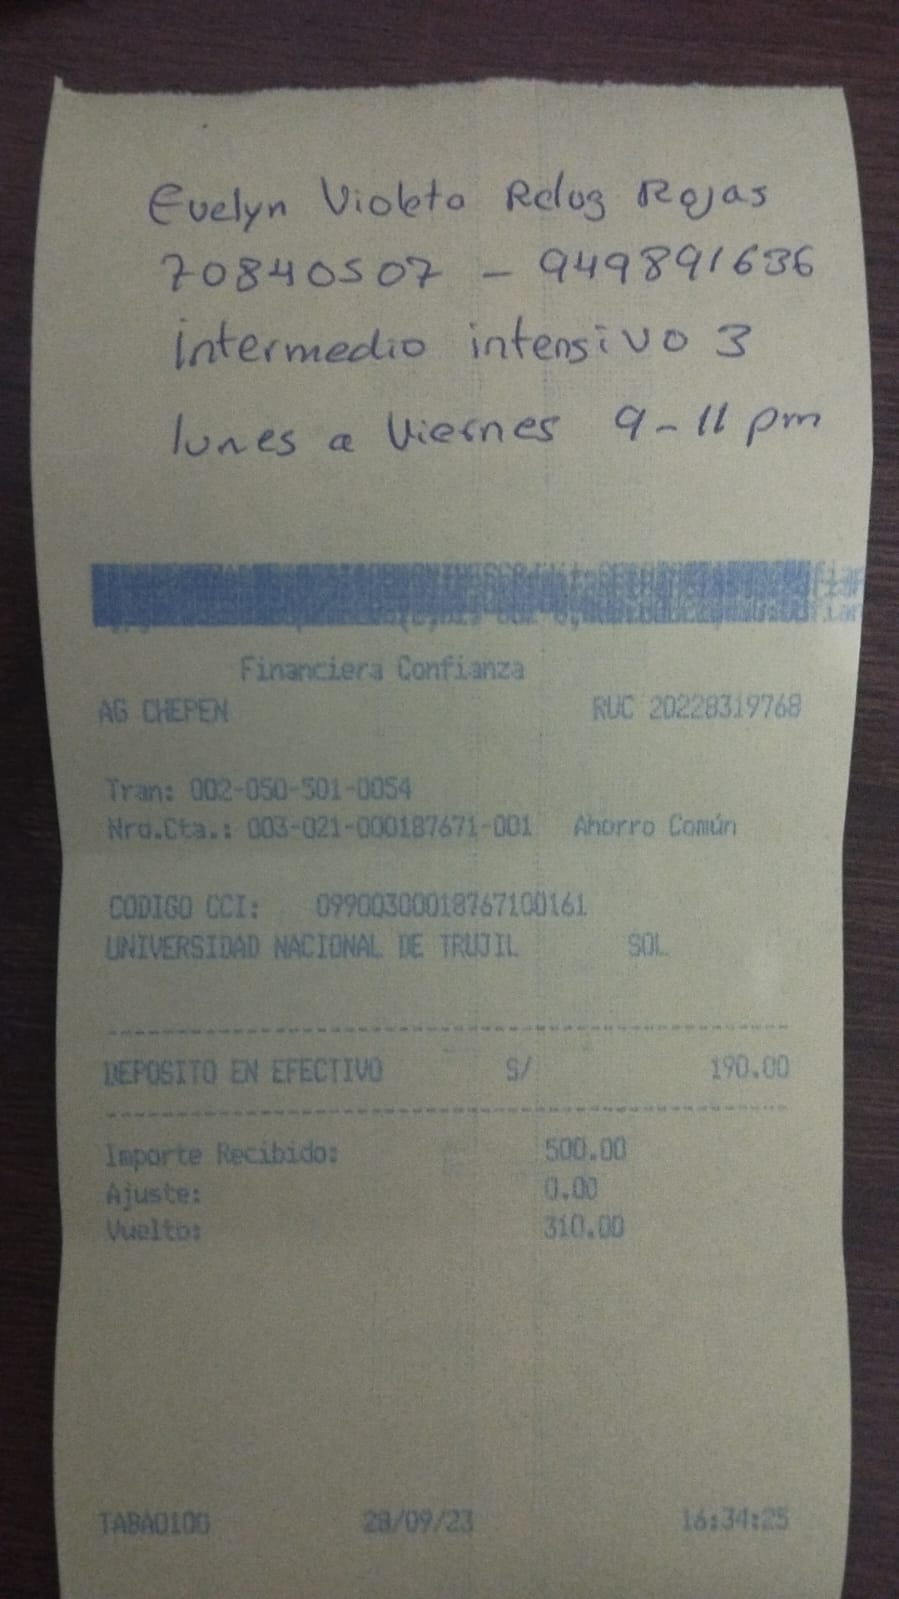 Evelyn Violeta Reluz Rojas
70840507 - 949891636
intermedio intensivo 3
lunes a Viernes 9-11 pm
Financiera Confianza
AG CHEPEN RUC 20228319768
Tran: 002-050-501-0054
Nro.Cta.: 003-021-000187671-001 Ahorro Común
CODIGO CCI: 09900300018767100161
UNIVERSIDAD NACIONAL DE TRUJIL SOL
DEPOSITO EN EFECTIVO S/ 190.00
Importe Recibido: 500.00
Ajuste: 0.00
Vuelto: 310.00
TABA0100 28/09/23 16:34:25